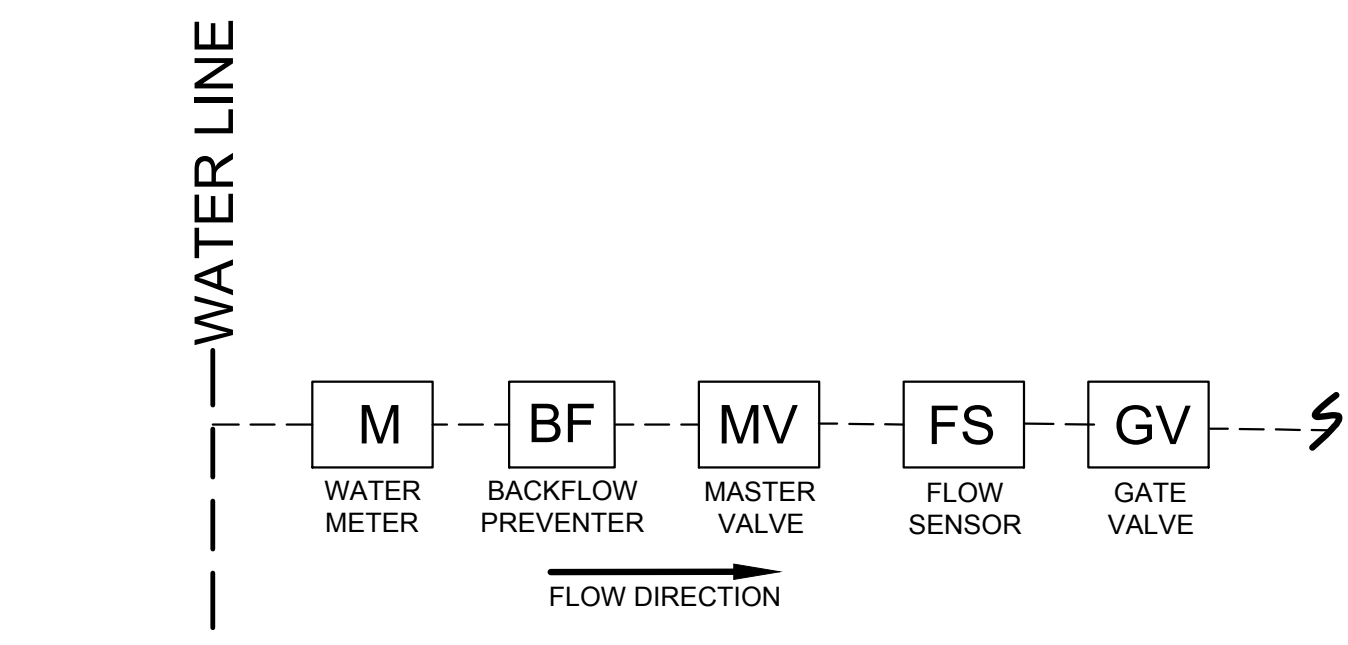 WATER LINE
M
BF
MV
FS
GV
WATER
METER
BACKFLOW
PREVENTER
MASTER
VALVE
FLOW
SENSOR
GATE
VALVE
FLOW DIRECTION